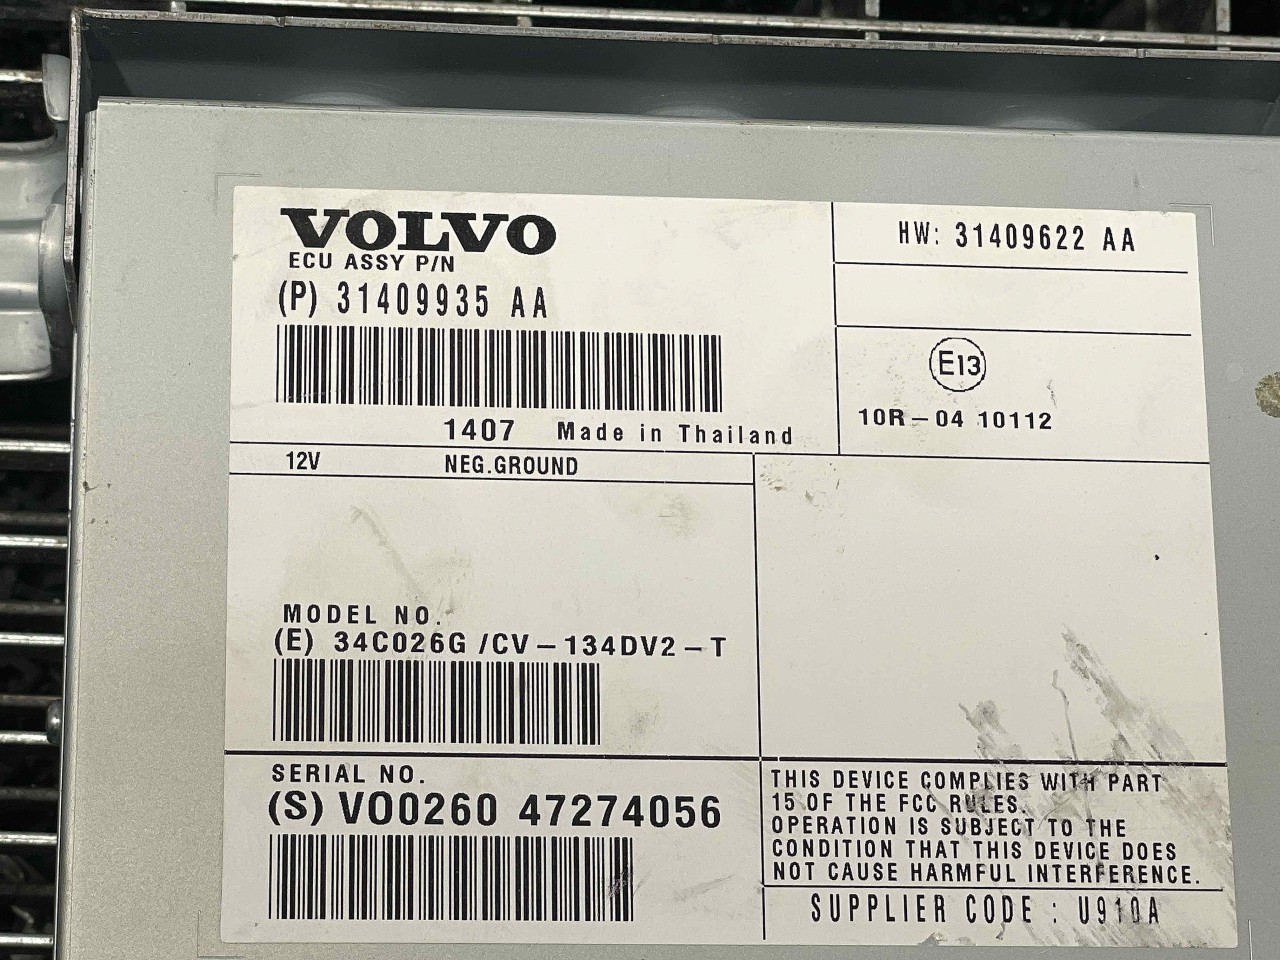 VOLVO
ECU ASSY P/N
(P) 31409935 AA
1407 Made in Thailand
HW: 31409622 AA
E13
10R-04 10112
12V NEG.GROUND
MODEL NO.
(E) 34C026G /CV-134DV2-T
SERIAL NO.
(S) VO0260 47274056
THIS DEVICE COMPLIES WITH PART
15 OF THE FCC RULES.
OPERATION IS SUBJECT TO THE
CONDITION THAT THIS DEVICE DOES
NOT CAUSE HARMFUL INTERFERENCE.
SUPPLIER CODE : U910A